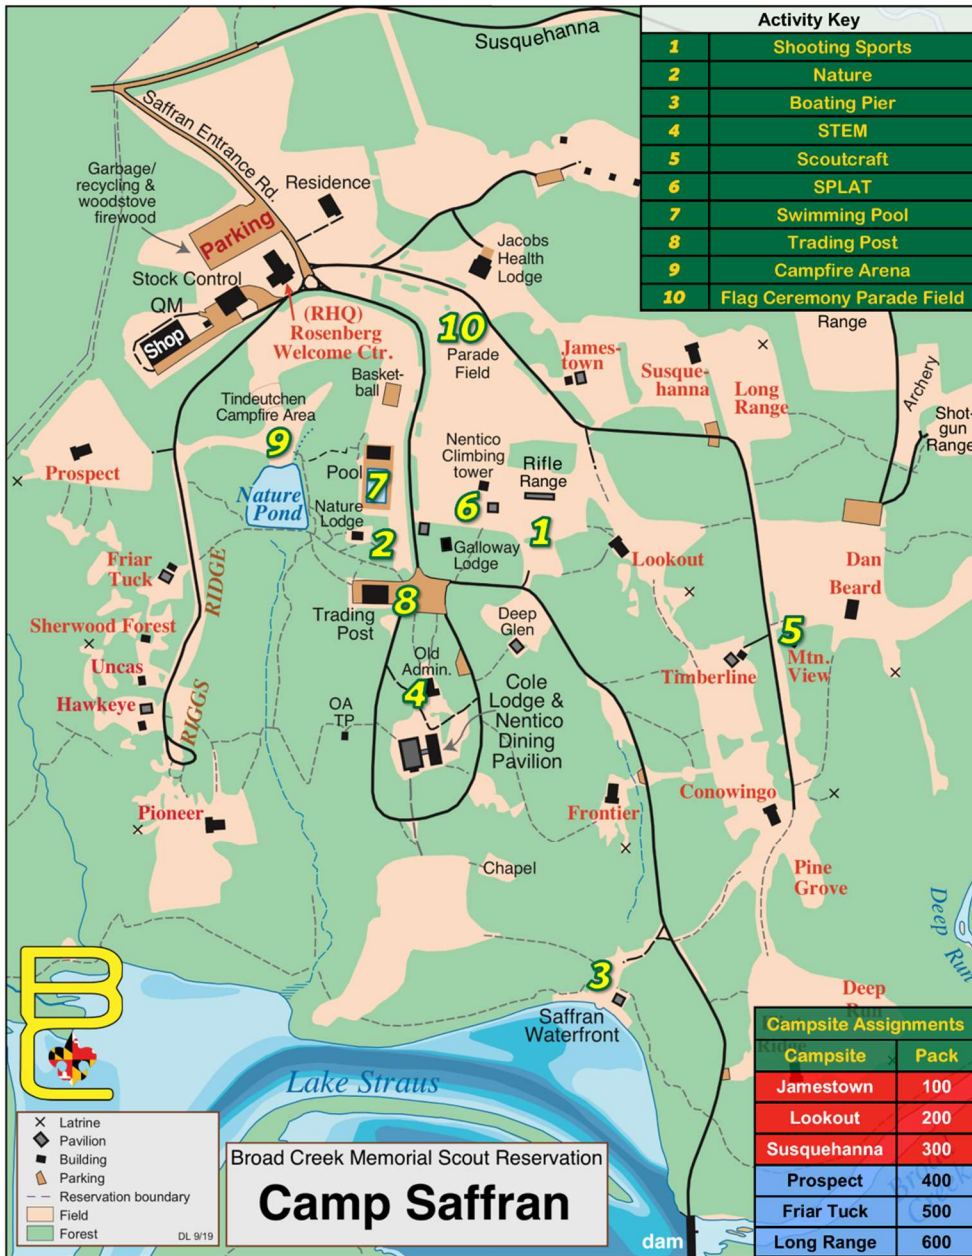 Susquehanna
Activity Key
1 Shooting Sports
2 Nature
3 Boating Pier
4 STEM
5 Scoutcraft
6 SPLAT
7 Swimming Pool
8 Trading Post
9 Campfire Arena
10 Flag Ceremony Parade Field
Saffran Entrance Rd.
Garbage/
recycling &
woodstove
firewood
Residence
Parking
Jacobs
Health
Lodge
Stock Control
QM
Shop
(RHQ)
Rosenberg
Welcome Ctr.
10
Parade
Field
James-
town
Susque-
hanna
Long
Range
Range
Archery
Shot-
gun
Range
Basket-
ball
Tindeutchen
Campfire Area
9
Nature
Pond
Prospect
Pool
7
Nature
Lodge
2
Nentico
Climbing
tower
6
Rifle
Range
1
Galloway
Lodge
Lookout
Dan
Beard
Friar
Tuck
RIDGE
RIGGS
Sherwood Forest
Uncas
Hawkeye
Pioneer
Trading
Post
8
Deep
Glen
Old
Admin.
4
OA
TP
Cole
Lodge &
Nentico
Dining
Pavilion
5
Mtn.
View
Timberline
Conowingo
Frontier
Pine
Grove
Chapel
Deep Run
3
Saffran
Waterfront
Deep
Run
Ridge
BC
Lake Straus
Campsite Assignments
Campsite Pack
Jamestown 100
Lookout 200
Susquehanna 300
Prospect 400
Friar Tuck 500
Long Range 600
Broad Creek
Latrine
Pavilion
Building
Parking
Reservation boundary
Field
Forest
DL 9/19
Broad Creek Memorial Scout Reservation
Camp Saffran
dam